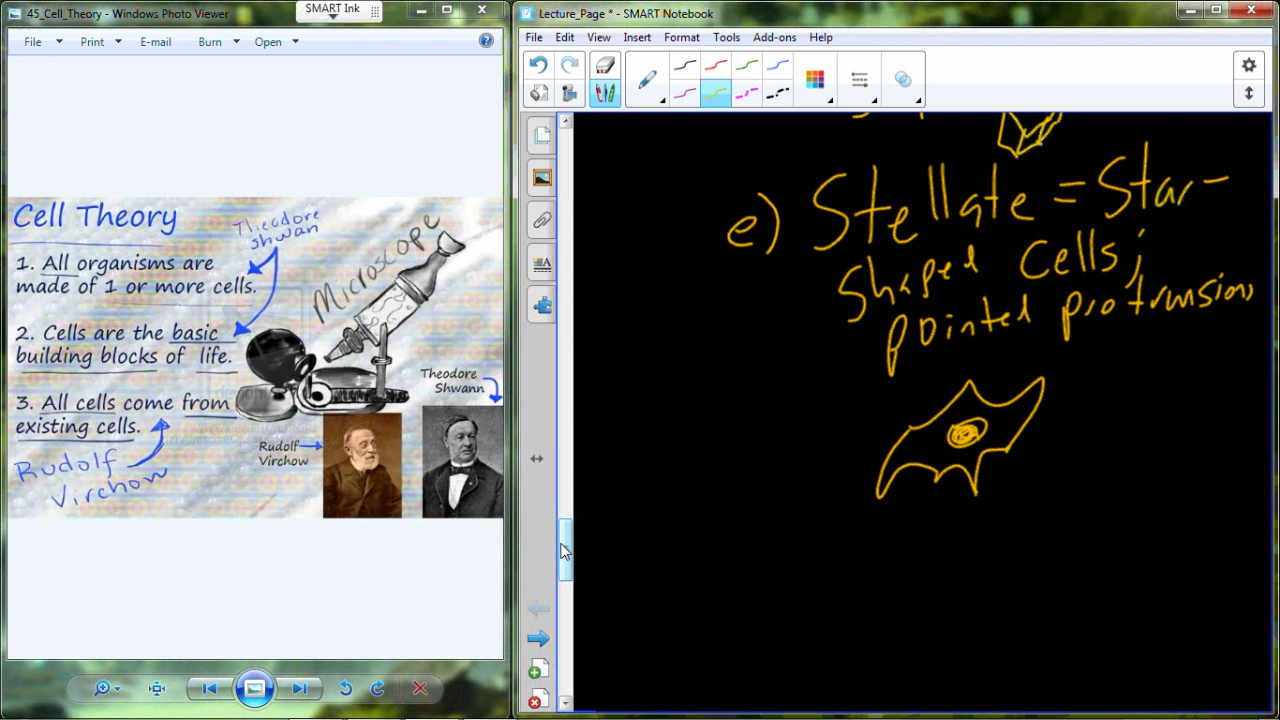 45_Cell_Theory - Windows Photo Viewer
SMART Ink
File Print E-mail Burn Open
Cell Theory
Theodore
shwan
1. All organisms are
made of 1 or more cells.
2. Cells are the basic
building blocks of life.
3. All cells come from
existing cells.
Rudolf
Virchow
Microscope
Theodore
Shwann
Rudolf
Virchow
Lecture_Page * - SMART Notebook
File Edit View Insert Format Tools Add-ons Help
e) Stellate = Star-
shaped cells;
pointed protrusions